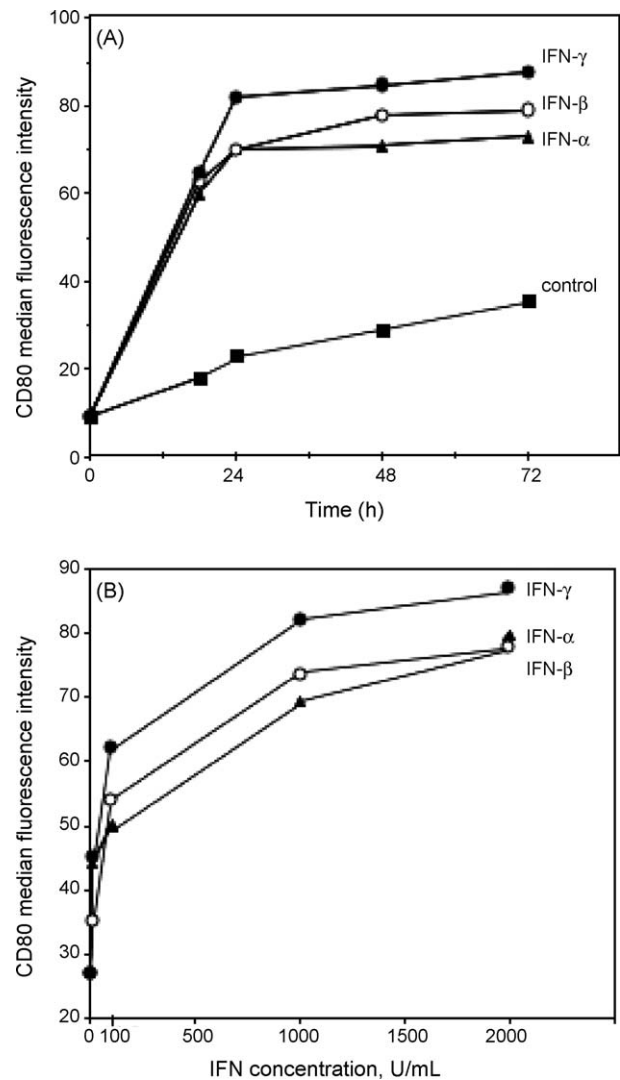 (A)
CD80 median fluorescence intensity
100
80
60
40
20
0
IFN-γ
IFN-β
IFN-α
control
0 24 48 72
Time (h)
(B)
CD80 median fluorescence intensity
90
80
70
60
50
40
30
20
IFN-γ
IFN-α
IFN-β
0 100 500 1000 1500 2000
IFN concentration, U/mL